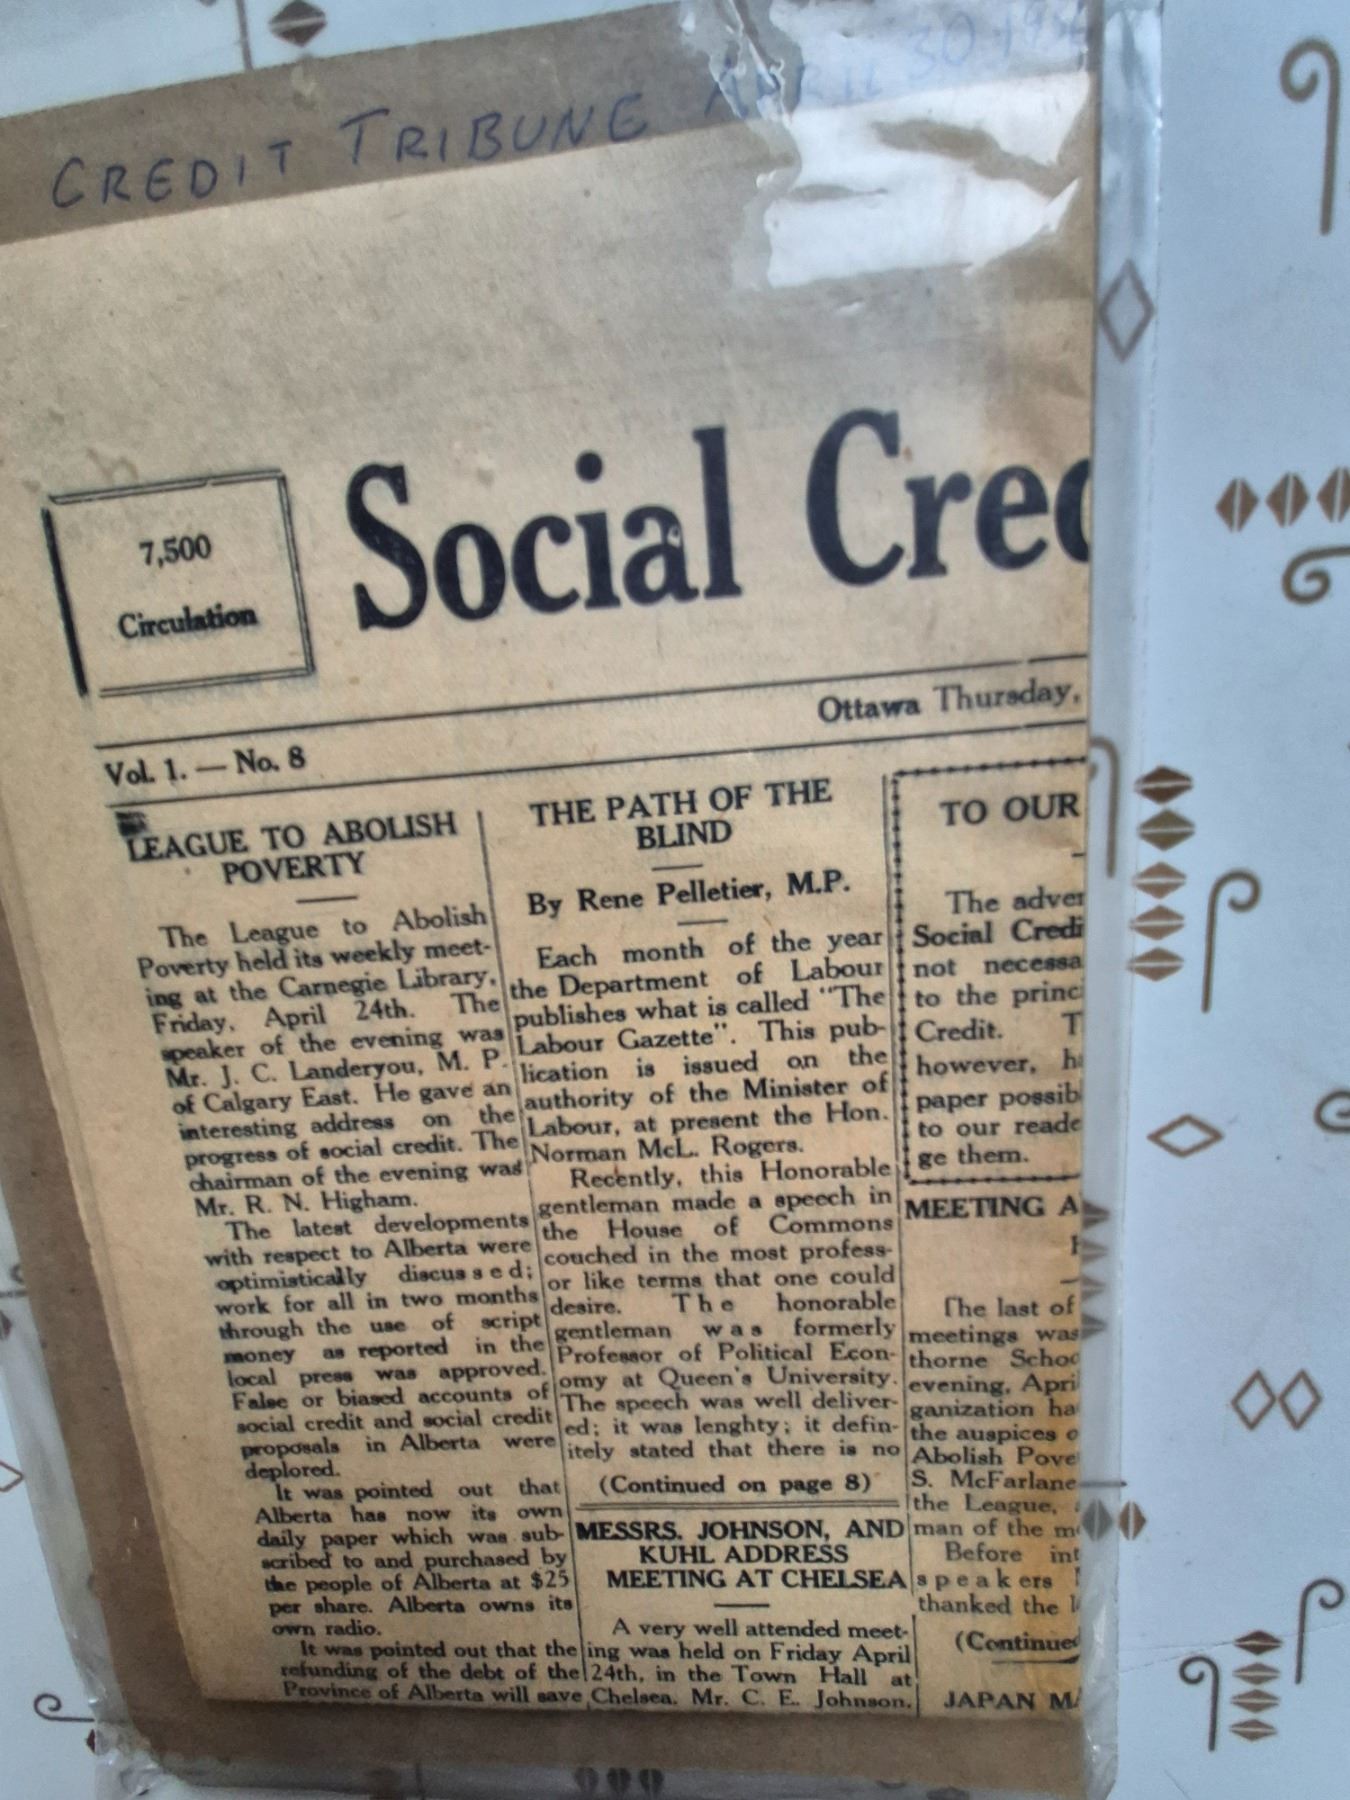 CREDIT TRIBUNE APRIL 30 1936
7,500
Circulation
Social Cred
Ottawa Thursday,
Vol. 1. — No. 8
LEAGUE TO ABOLISH
POVERTY
The League to Abolish
Poverty held its weekly meet-
ing at the Carnegie Library,
Friday, April 24th. The
speaker of the evening was
Mr. J. C. Landeryou, M. P.
of Calgary East. He gave an
interesting address on the
progress of social credit. The
chairman of the evening was
Mr. R. N. Higham.
The latest developments
with respect to Alberta were
optimistically discussed;
work for all in two months
through the use of script
money as reported in the
local press was approved.
False or biased accounts of
social credit and social credit
proposals in Alberta were
deplored.
It was pointed out that
Alberta has now its own
daily paper which was sub-
scribed to and purchased by
the people of Alberta at $25
per share. Alberta owns its
own radio.
It was pointed out that the
refunding of the debt of the
Province of Alberta will save
THE PATH OF THE
BLIND
By Rene Pelletier, M.P.
Each month of the year
the Department of Labour
publishes what is called "The
Labour Gazette". This pub-
lication is issued on the
authority of the Minister of
Labour, at present the Hon.
Norman McL. Rogers.
Recently, this Honorable
gentleman made a speech in
the House of Commons
couched in the most profess-
or like terms that one could
desire. The honorable
gentleman was formerly
Professor of Political Econ-
omy at Queen's University.
The speech was well deliver-
ed; it was lenghty; it defin-
itely stated that there is no
(Continued on page 8)
MESSRS. JOHNSON, AND
KUHL ADDRESS
MEETING AT CHELSEA
A very well attended meet-
ing was held on Friday April
24th, in the Town Hall at
Chelsea. Mr. C. E. Johnson,
TO OUR
The adver
Social Credi
not necessa
to the princ
Credit. T
however, h
paper possib
to our reade
ge them.
MEETING A
The last of
meetings was
thorne Schoo
evening, Apri
ganization ha
the auspices o
Abolish Pove
S. McFarlane
the League,
man of the m
Before int
speakers
thanked the l
(Continued
JAPAN MA